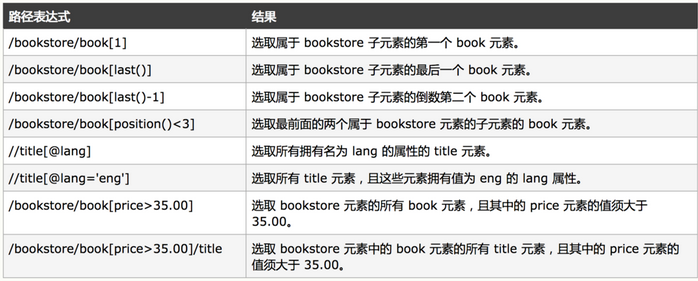 路径表达式 结果
/bookstore/book[1] 选取属于 bookstore 子元素的第一个 book 元素。
/bookstore/book[last()] 选取属于 bookstore 子元素的最后一个 book 元素。
/bookstore/book[last()-1] 选取属于 bookstore 子元素的倒数第二个 book 元素。
/bookstore/book[position()<3] 选取最前面的两个属于 bookstore 元素的子元素的 book 元素。
//title[@lang] 选取所有拥有名为 lang 的属性的 title 元素。
//title[@lang='eng'] 选取所有 title 元素，且这些元素拥有值为 eng 的 lang 属性。
/bookstore/book[price>35.00] 选取 bookstore 元素的所有 book 元素，且其中的 price 元素的值须大于
35.00。
/bookstore/book[price>35.00]/title 选取 bookstore 元素中的 book 元素的所有 title 元素，且其中的 price 元素的
值须大于 35.00。